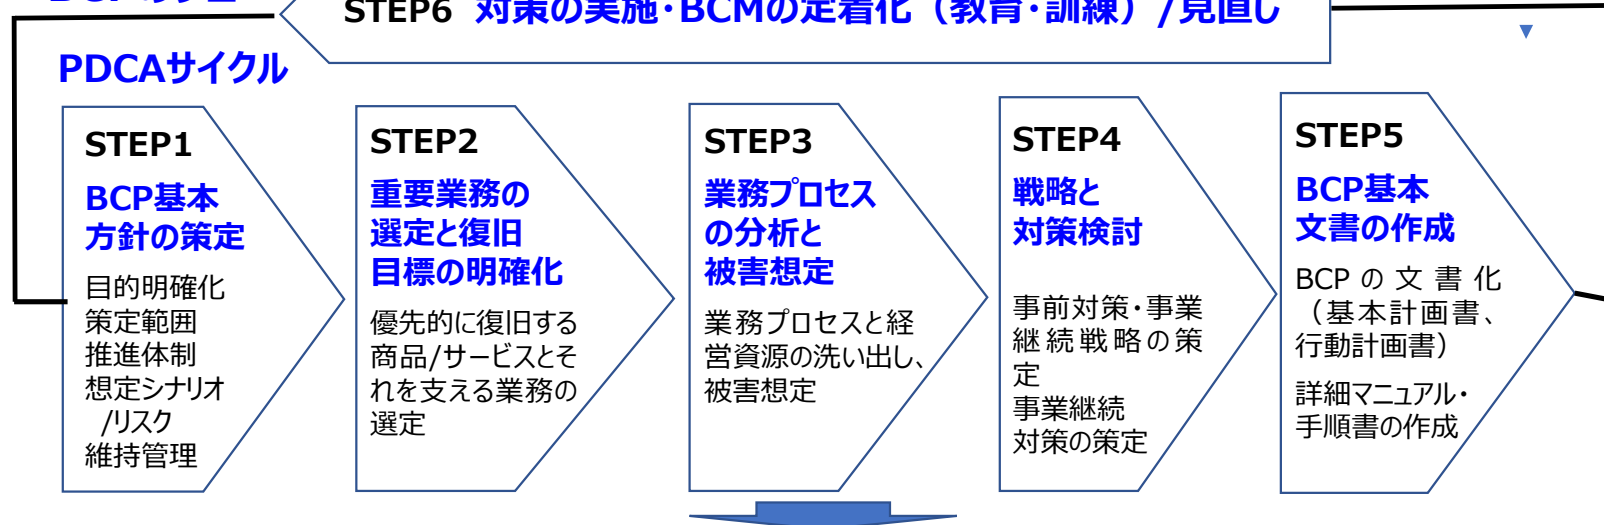 STEP6 対策の実施・BCMの定着化（教育・訓練）/見直し
PDCAサイクル
STEP1
BCP基本
方針の策定
目的明確化
策定範囲
推進体制
想定シナリオ
/リスク
維持管理
STEP2
重要業務の
選定と復旧
目標の明確化
優先的に復旧する
商品/サービスとそ
れを支える業務の
選定
STEP3
業務プロセス
の分析と
被害想定
業務プロセスと経
営資源の洗い出し、
被害想定
STEP4
戦略と
対策検討
事前対策・事業
継続戦略の策
定
事業継続
対策の策定
STEP5
BCP基本
文書の作成
BCPの文書化
（基本計画書、
行動計画書）
詳細マニュアル・
手順書の作成